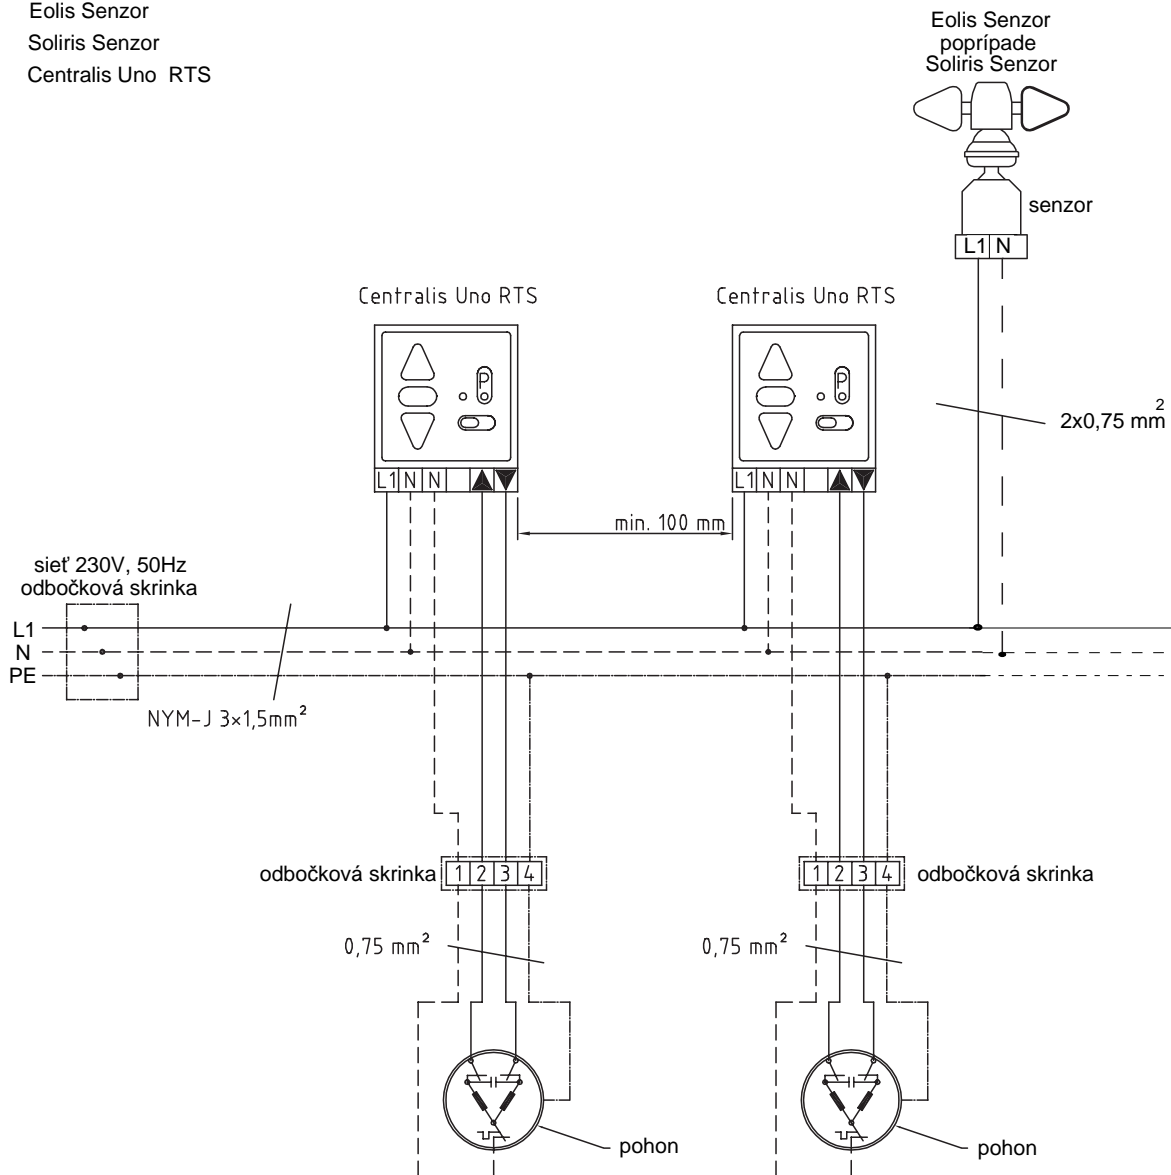 Eolis Senzor
Soliris Senzor
Centralis Uno RTS
Eolis Senzor
poprípade
Soliris Senzor
senzor
L1 N
Centralis Uno RTS
Centralis Uno RTS
P
P
2x0,75 mm²
L1 N N
L1 N N
min. 100 mm
sieť 230V, 50Hz
odbočková skrinka
L1
N
PE
NYM-J 3×1,5mm²
odbočková skrinka
1 2 3 4
1 2 3 4
odbočková skrinka
0,75 mm²
0,75 mm²
pohon
pohon